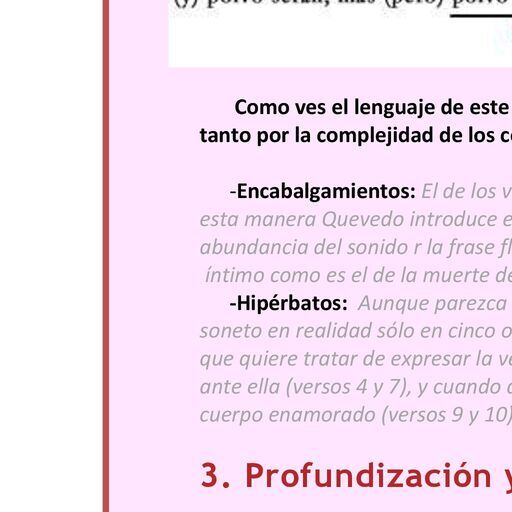 (y) polvo serán, mas (pero) polvo
Como ves el lenguaje de este
tanto por la complejidad de los c
-Encabalgamientos: El de los v
esta manera Quevedo introduce e
abundancia del sonido r la frase fl
íntimo como es el de la muerte de
-Hipérbatos: Aunque parezca
soneto en realidad sólo en cinco o
que quiere tratar de expresar la ve
ante ella (versos 4 y 7), y cuando
cuerpo enamorado (versos 9 y 10)
3. Profundización y